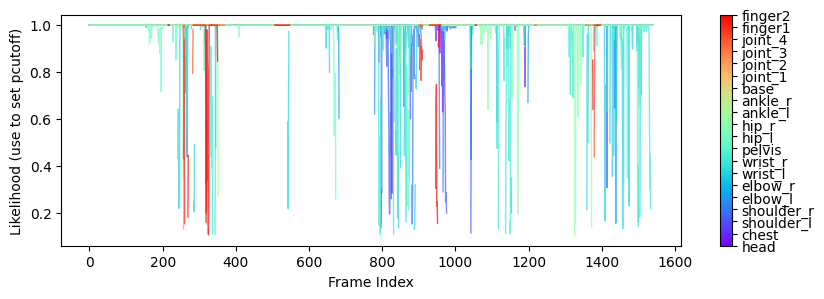 1.0
0.8
0.6
0.4
0.2
Likelihood (use to set pcutoff)
0 200 400 600 800 1000 1200 1400 1600
Frame Index
finger2
finger1
joint_4
joint_3
joint_2
joint_1
base
ankle_r
ankle_l
hip_r
hip_l
pelvis
wrist_r
wrist_l
elbow_r
elbow_l
shoulder_r
shoulder_l
chest
head